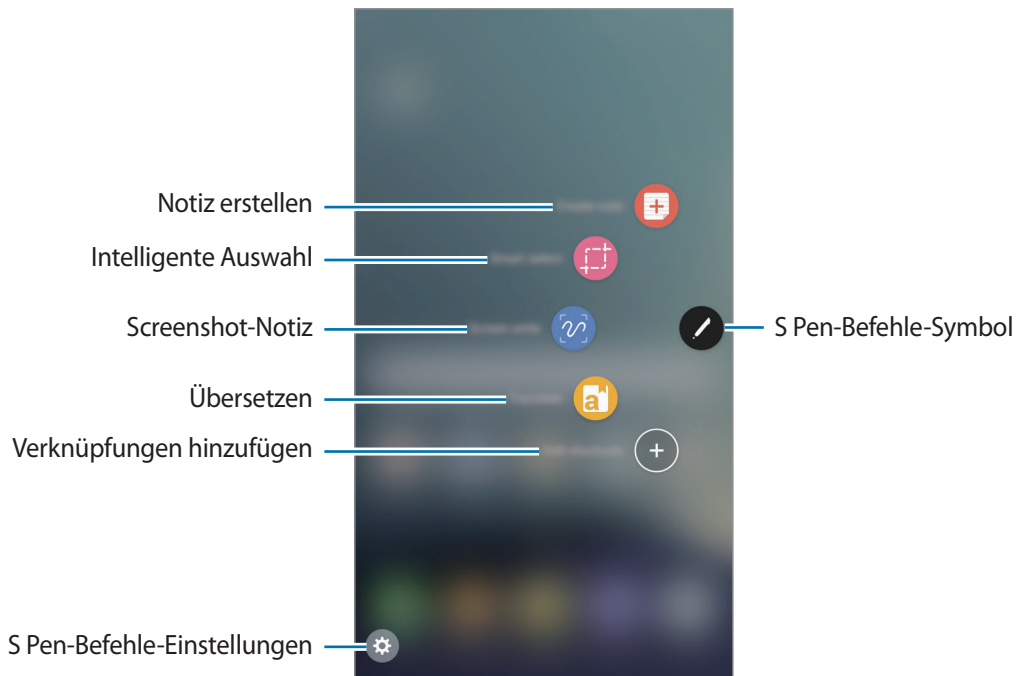 Notiz erstellen
Intelligente Auswahl
Screenshot-Notiz
S Pen-Befehle-Symbol
Übersetzen
Verknüpfungen hinzufügen
S Pen-Befehle-Einstellungen